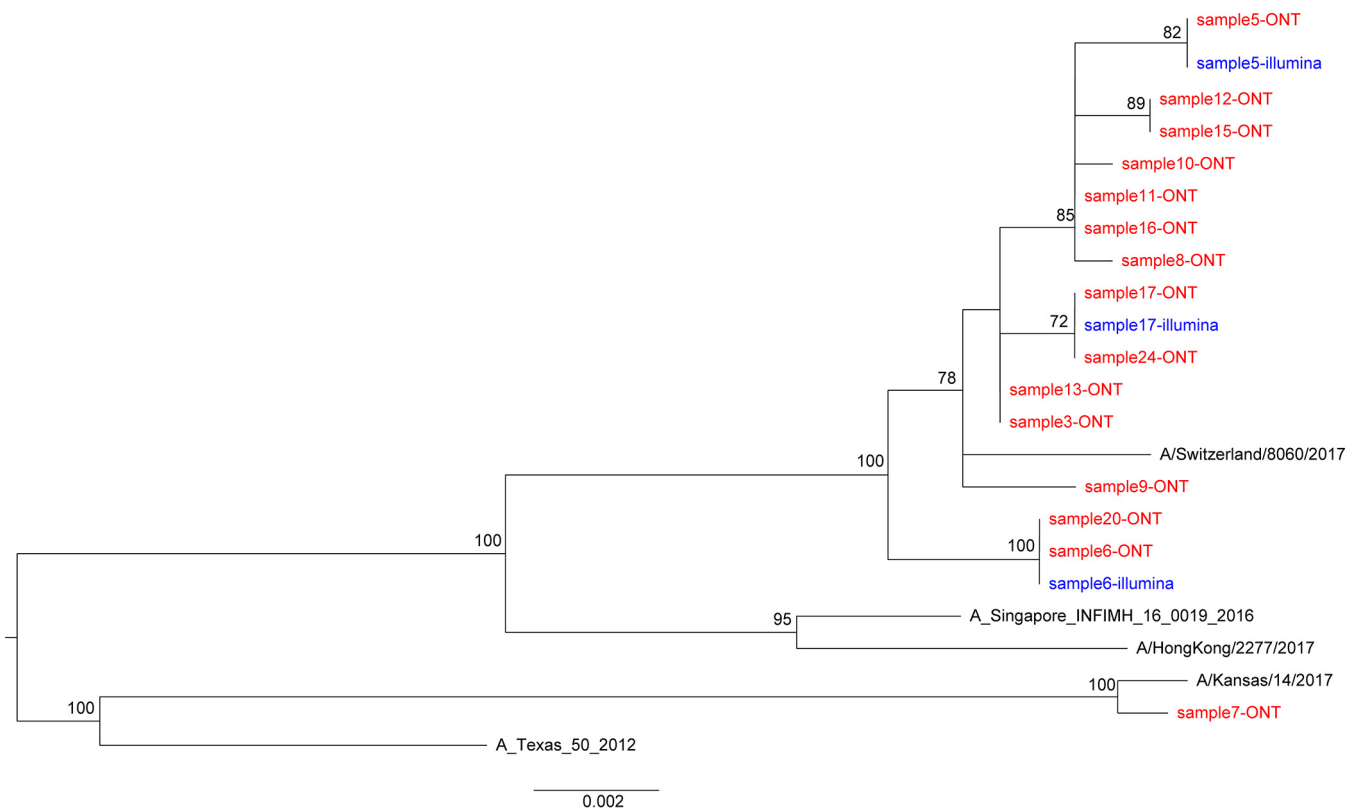 sample5-ONT
82
sample5-illumina
sample12-ONT
89
sample15-ONT
sample10-ONT
sample11-ONT
85
sample16-ONT
sample8-ONT
sample17-ONT
72
sample17-illumina
sample24-ONT
78
sample13-ONT
sample3-ONT
A/Switzerland/8060/2017
100
sample9-ONT
sample20-ONT
100
100
sample6-ONT
sample6-illumina
95
A_Singapore_INFIMH_16_0019_2016
A/HongKong/2277/2017
100
A/Kansas/14/2017
100
sample7-ONT
A_Texas_50_2012
0.002